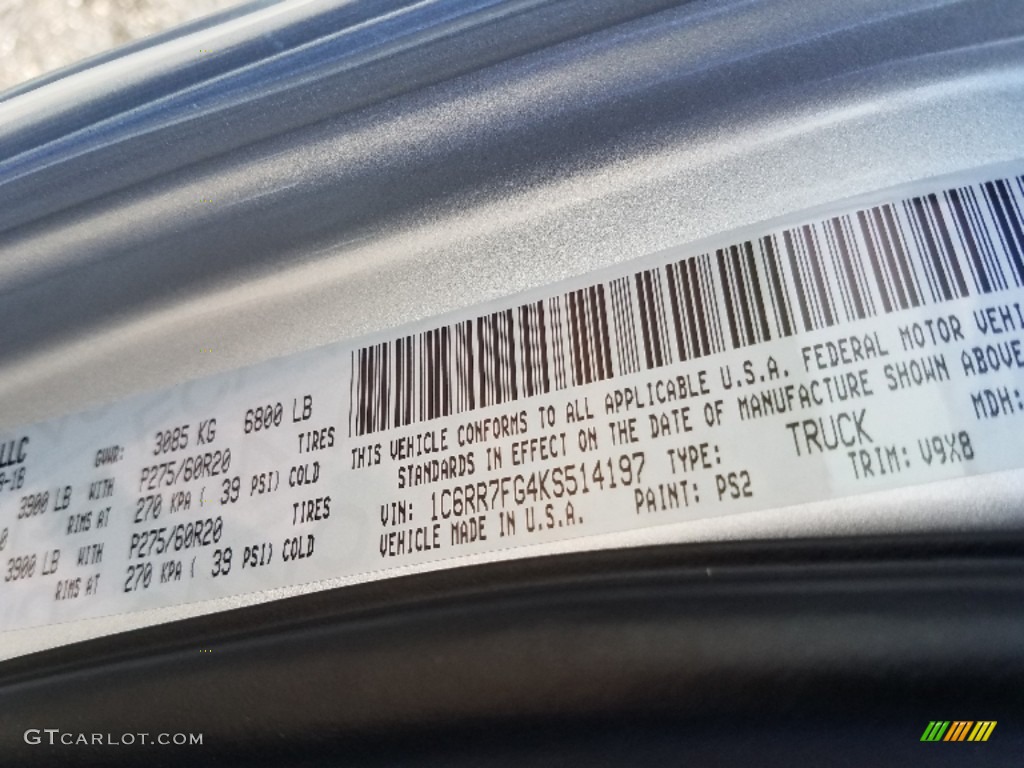 LLC GVWR: 3085 KG 6800 LB
9-18
3900 LB WITH P275/60R20 TIRES
RIMS AT 270 KPA ( 39 PSI) COLD
3900 LB WITH P275/60R20 TIRES
RIMS AT 270 KPA ( 39 PSI) COLD
THIS VEHICLE CONFORMS TO ALL APPLICABLE U.S.A. FEDERAL MOTOR VEHI
STANDARDS IN EFFECT ON THE DATE OF MANUFACTURE SHOWN ABOVE
VIN: 1C6RR7FG4KS514197 TYPE: TRUCK MDH:
VEHICLE MADE IN U.S.A. PAINT: PS2 TRIM: V9X8
GTCARLOT.COM